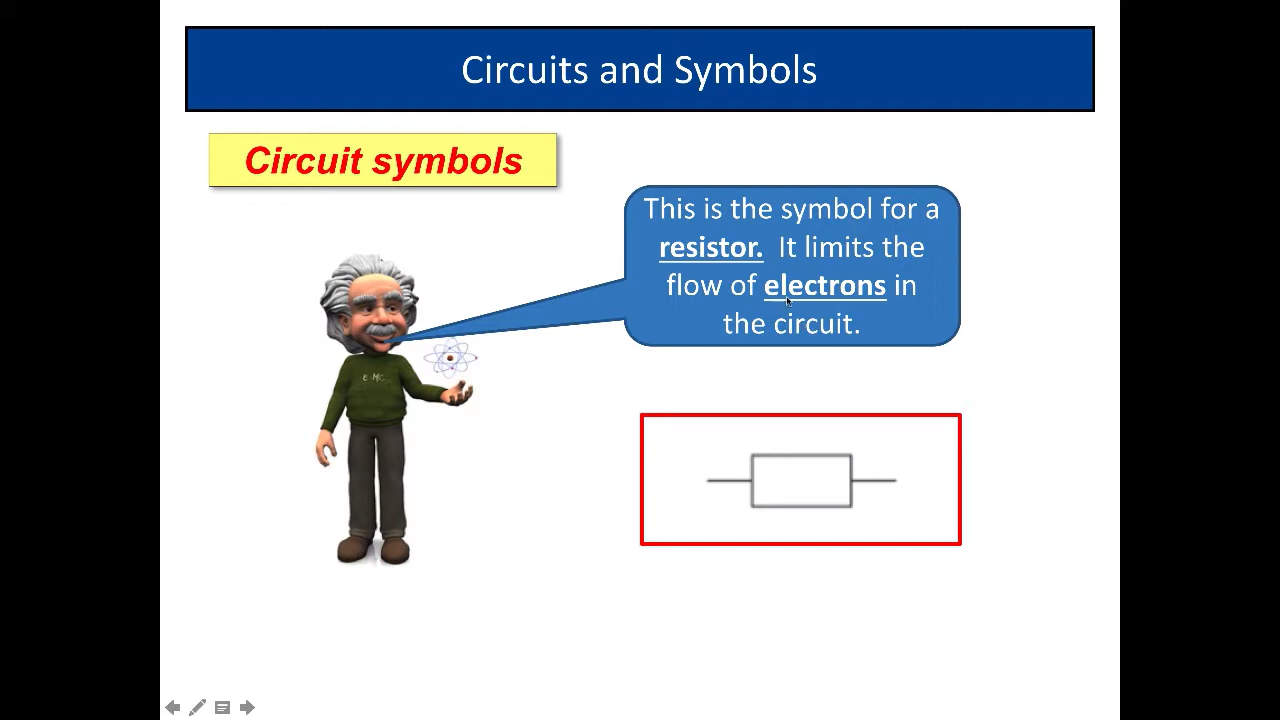 Circuits and Symbols
Circuit symbols
This is the symbol for a
resistor. It limits the
flow of electrons in
the circuit.